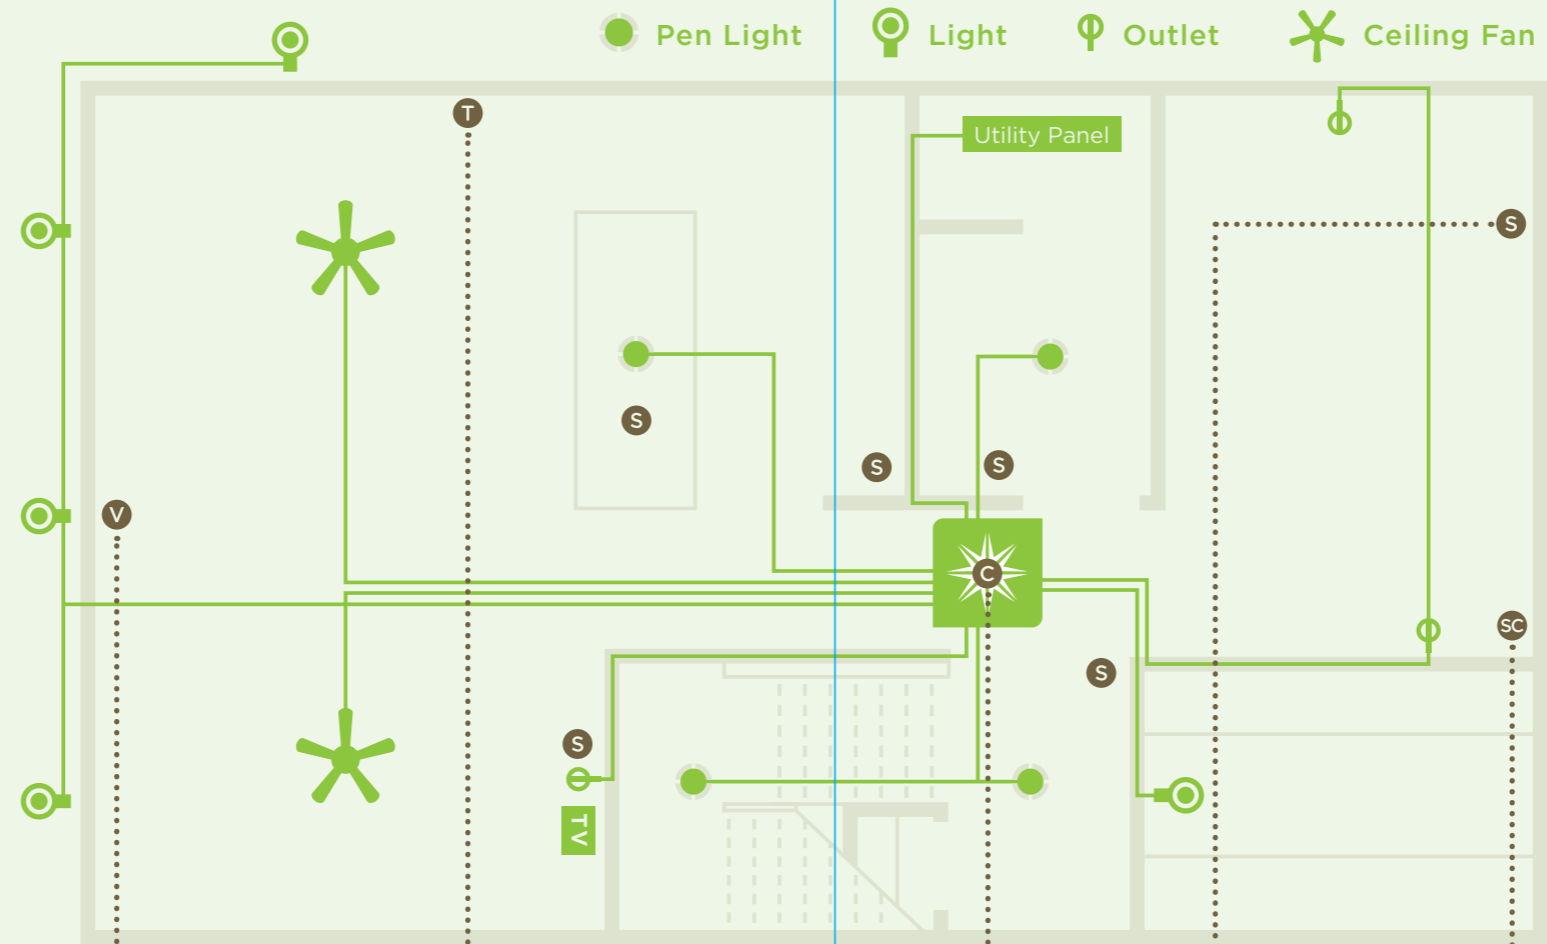 Pen Light
Light
Outlet
Ceiling Fan
T
Utility Panel
S
S
S
S
V
C
SC
S
S
TV